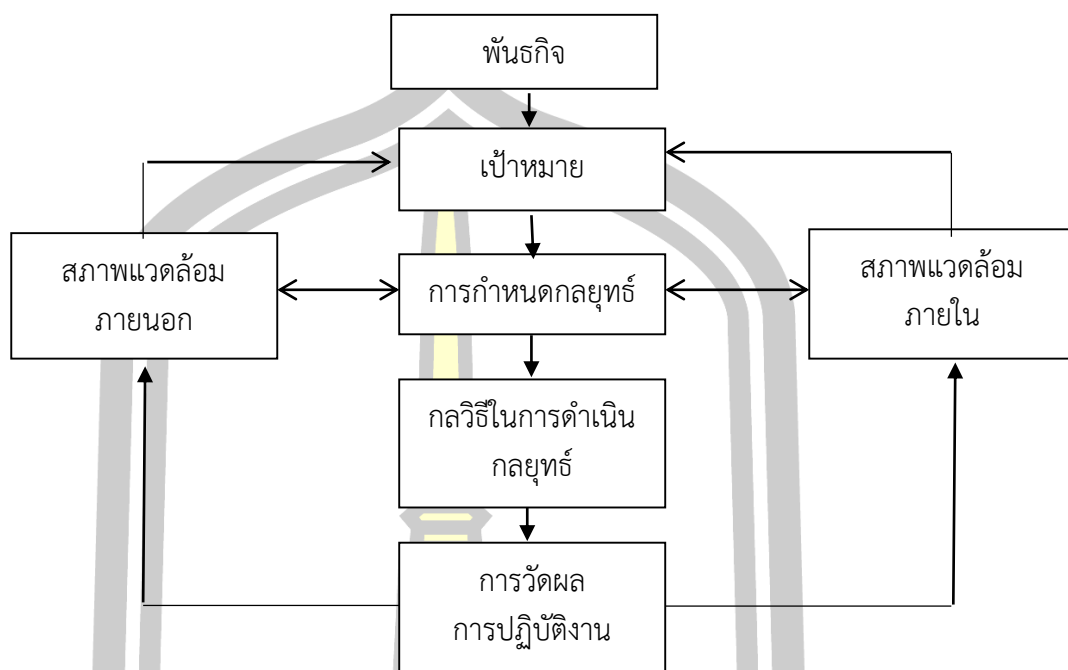 พันธกิจ
เป้าหมาย
สภาพแวดล้อม
ภายนอก
การกำหนดกลยุทธ์
สภาพแวดล้อม
ภายใน
กลวิธีในการดำเนิน
กลยุทธ์
การวัดผล
การปฏิบัติงาน